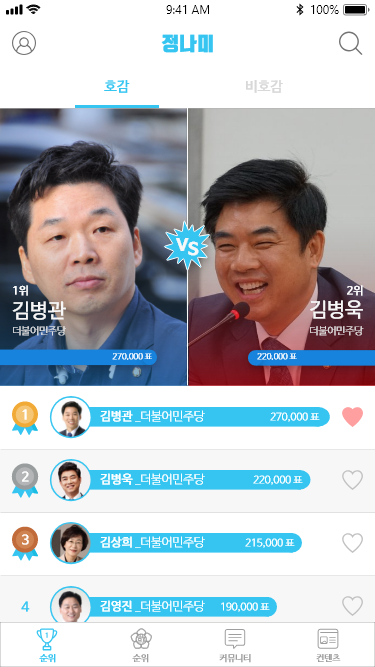 9:41 AM 100%
정나미
호감 비호감
VS
1위 2위
김병관 김병욱
더불어민주당 더불어민주당
270,000 표 220,000 표
1 김병관 _더불어민주당 270,000 표
2 김병욱 _더불어민주당 220,000 표
3 김상희 _더불어민주당 215,000 표
4 김영진 _더불어민주당 190,000 표
1
순위 순위 커뮤니티 컨텐츠